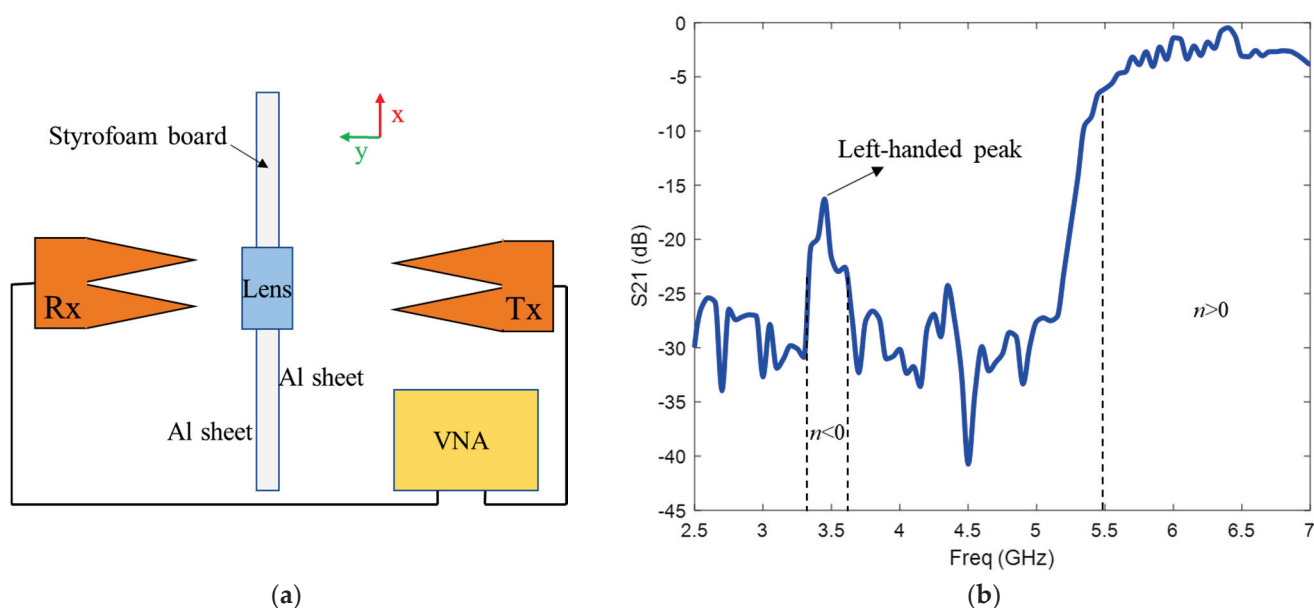 Styrofoam board
x
y
Rx
Lens
Tx
Al sheet
Al sheet
VNA
(a)
0
-5
-10
-15
-20
-25
-30
-35
-40
-45
S21 (dB)
Left-handed peak
n<0
n>0
2.5 3 3.5 4 4.5 5 5.5 6 6.5 7
Freq (GHz)
(b)